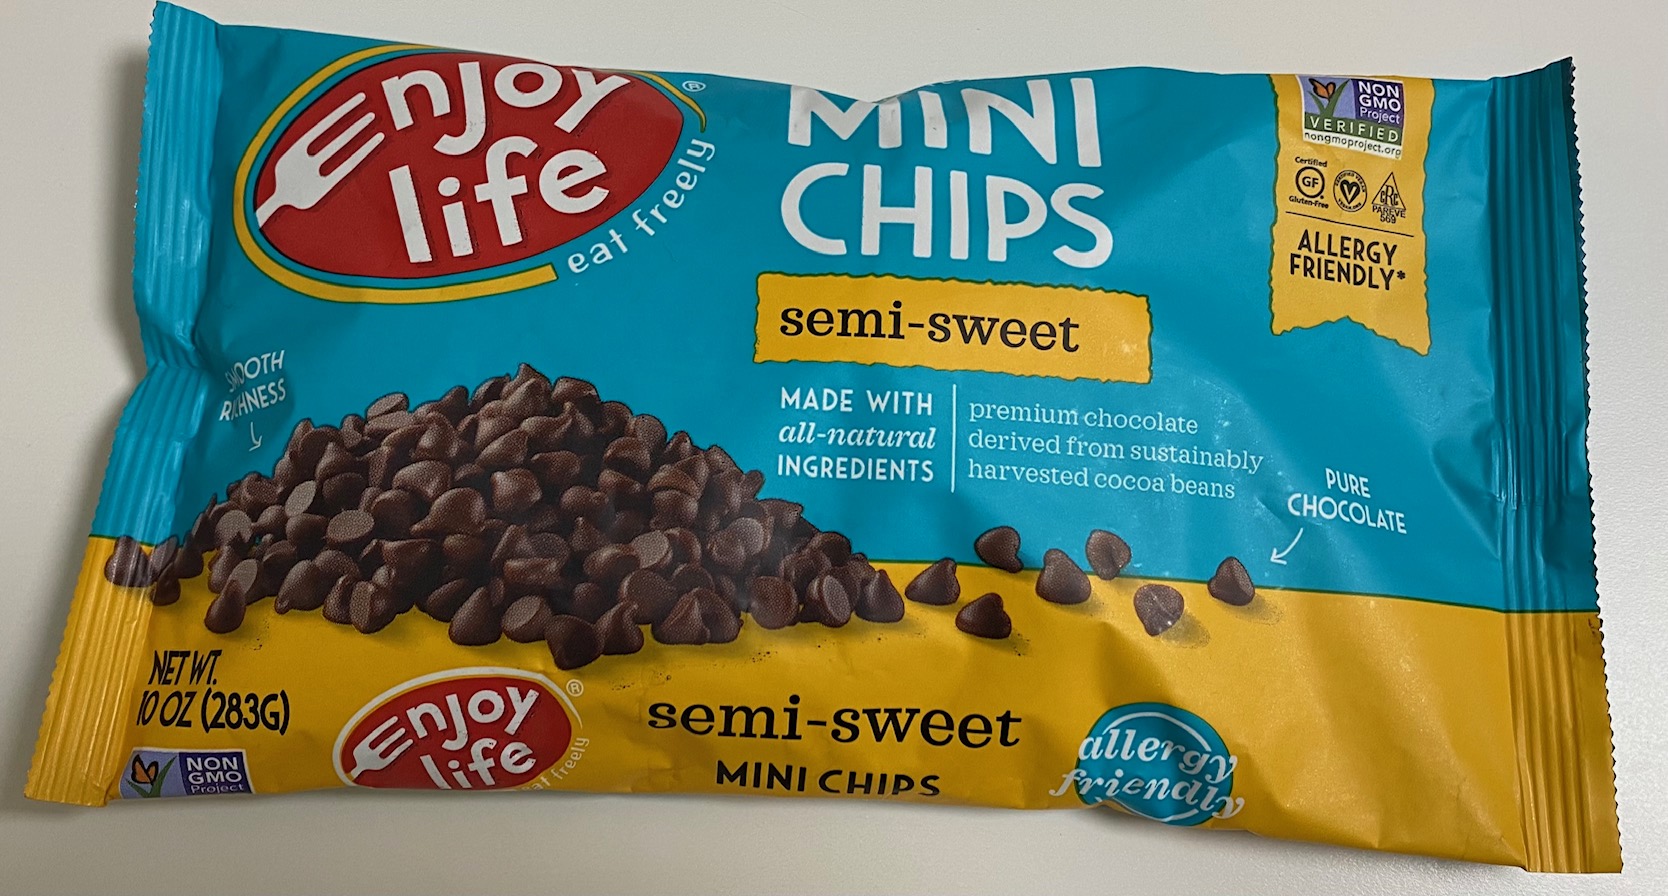 Enjoy
life
®
eat freely
MINI
CHIPS
semi-sweet
MADE WITH
all-natural
INGREDIENTS
premium chocolate
derived from sustainably
harvested cocoa beans
NON
GMO
Project
VERIFIED
nongmoproject.org
Certified
GF
Gluten-Free
CRC
PAREVE
569
ALLERGY
FRIENDLY*
SMOOTH
RICHNESS
PURE
CHOCOLATE
NET WT.
10 OZ (283G)
NON
GMO
Project
Enjoy
life
®
eat freely
semi-sweet
MINI CHIPS
allergy
friendly